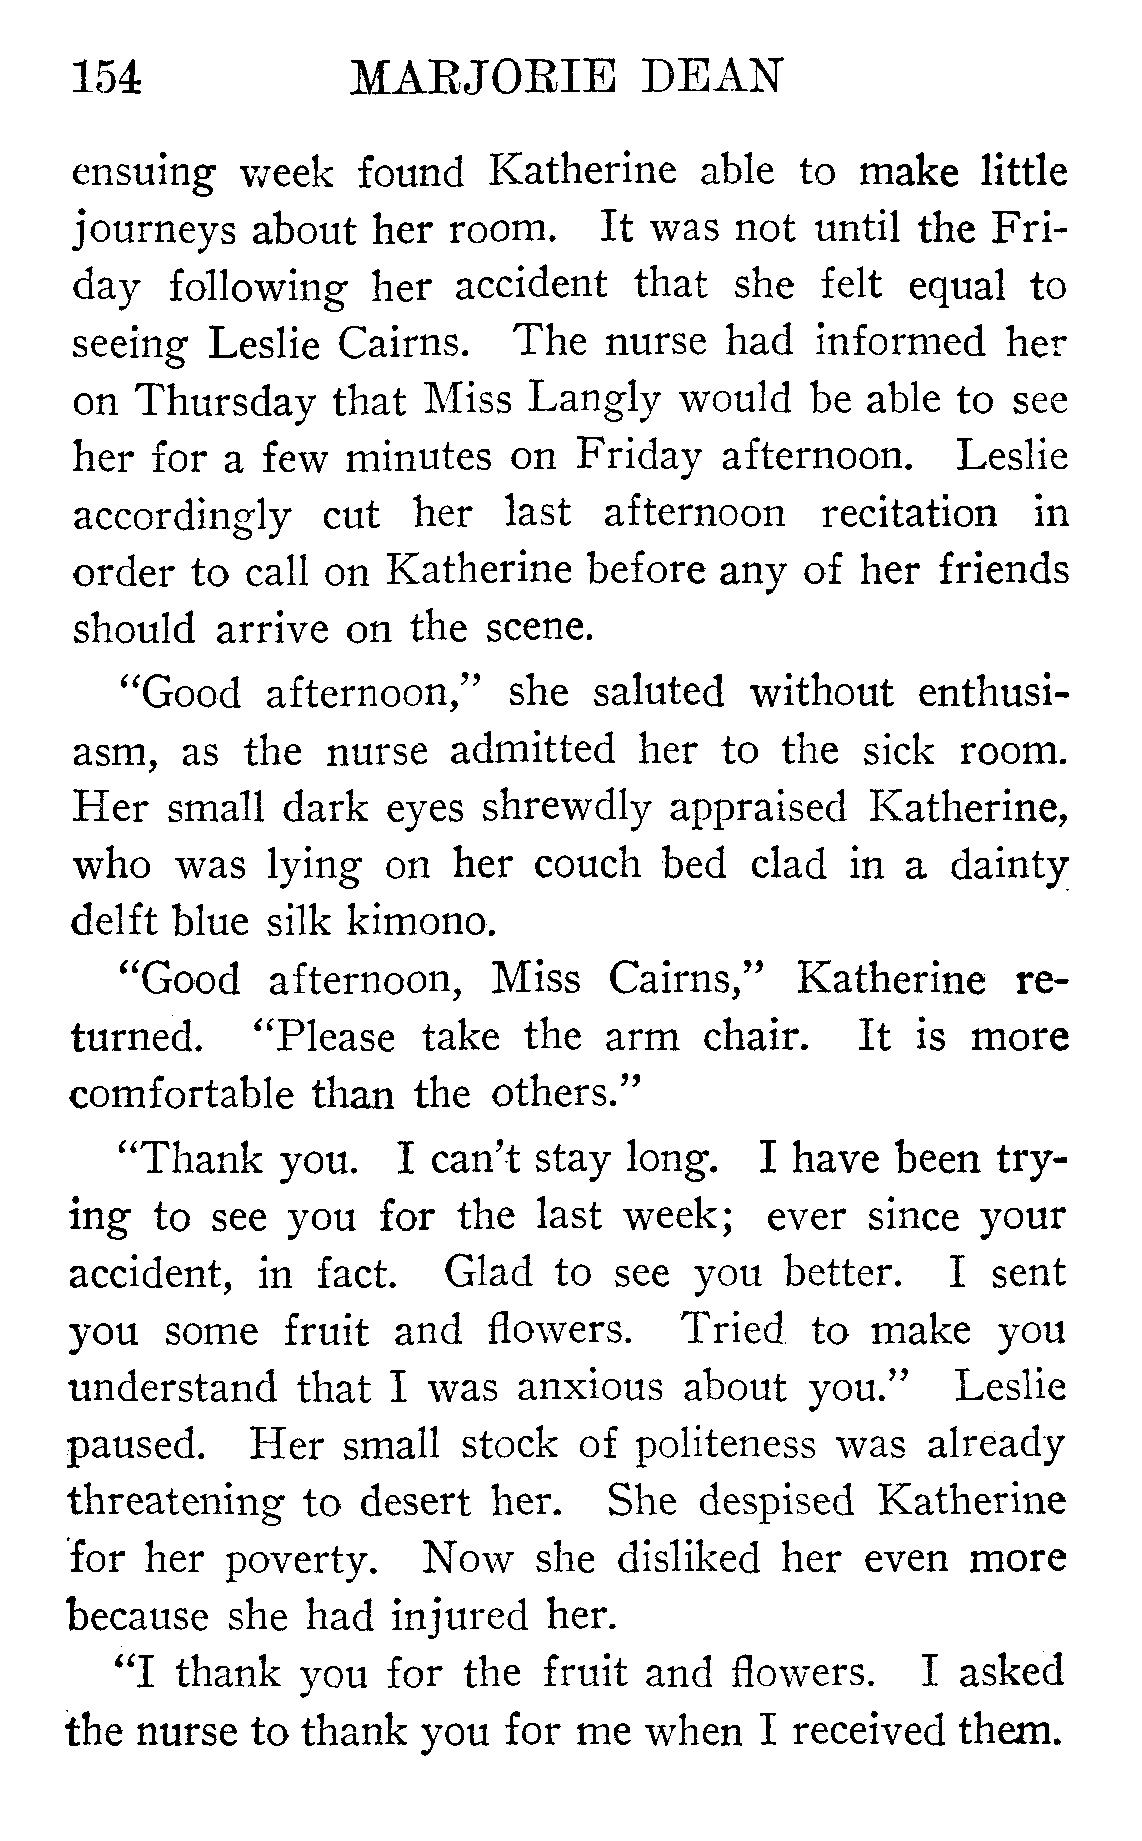 154 MARJORIE DEAN
ensuing week found Katherine able to make little
journeys about her room. It was not until the Fri-
day following her accident that she felt equal to
seeing Leslie Cairns. The nurse had informed her
on Thursday that Miss Langly would be able to see
her for a few minutes on Friday afternoon. Leslie
accordingly cut her last afternoon recitation in
order to call on Katherine before any of her friends
should arrive on the scene.
“Good afternoon,” she saluted without enthusi-
asm, as the nurse admitted her to the sick room.
Her small dark eyes shrewdly appraised Katherine,
who was lying on her couch bed clad in a dainty
delft blue silk kimono.
“Good afternoon, Miss Cairns,” Katherine re-
turned. “Please take the arm chair. It is more
comfortable than the others.”
“Thank you. I can’t stay long. I have been try-
ing to see you for the last week; ever since your
accident, in fact. Glad to see you better. I sent
you some fruit and flowers. Tried to make you
understand that I was anxious about you.” Leslie
paused. Her small stock of politeness was already
threatening to desert her. She despised Katherine
for her poverty. Now she disliked her even more
because she had injured her.
“I thank you for the fruit and flowers. I asked
the nurse to thank you for me when I received them.